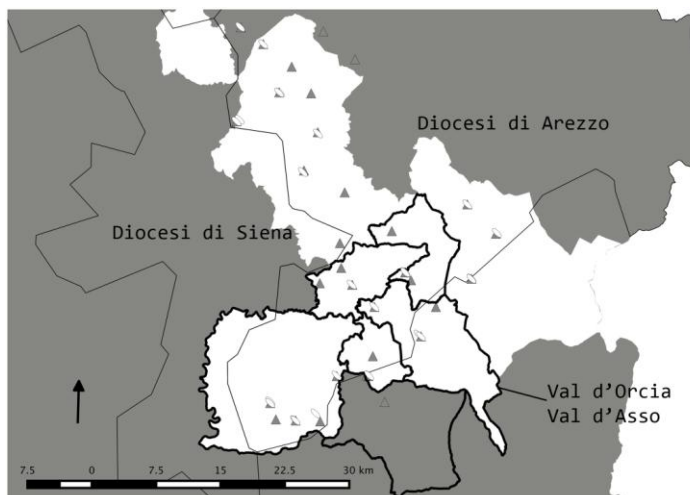 Diocesi di Arezzo
Diocesi di Siena
Val d'Orcia
Val d'Asso
7.5 0 7.5 15 22.5 30 km